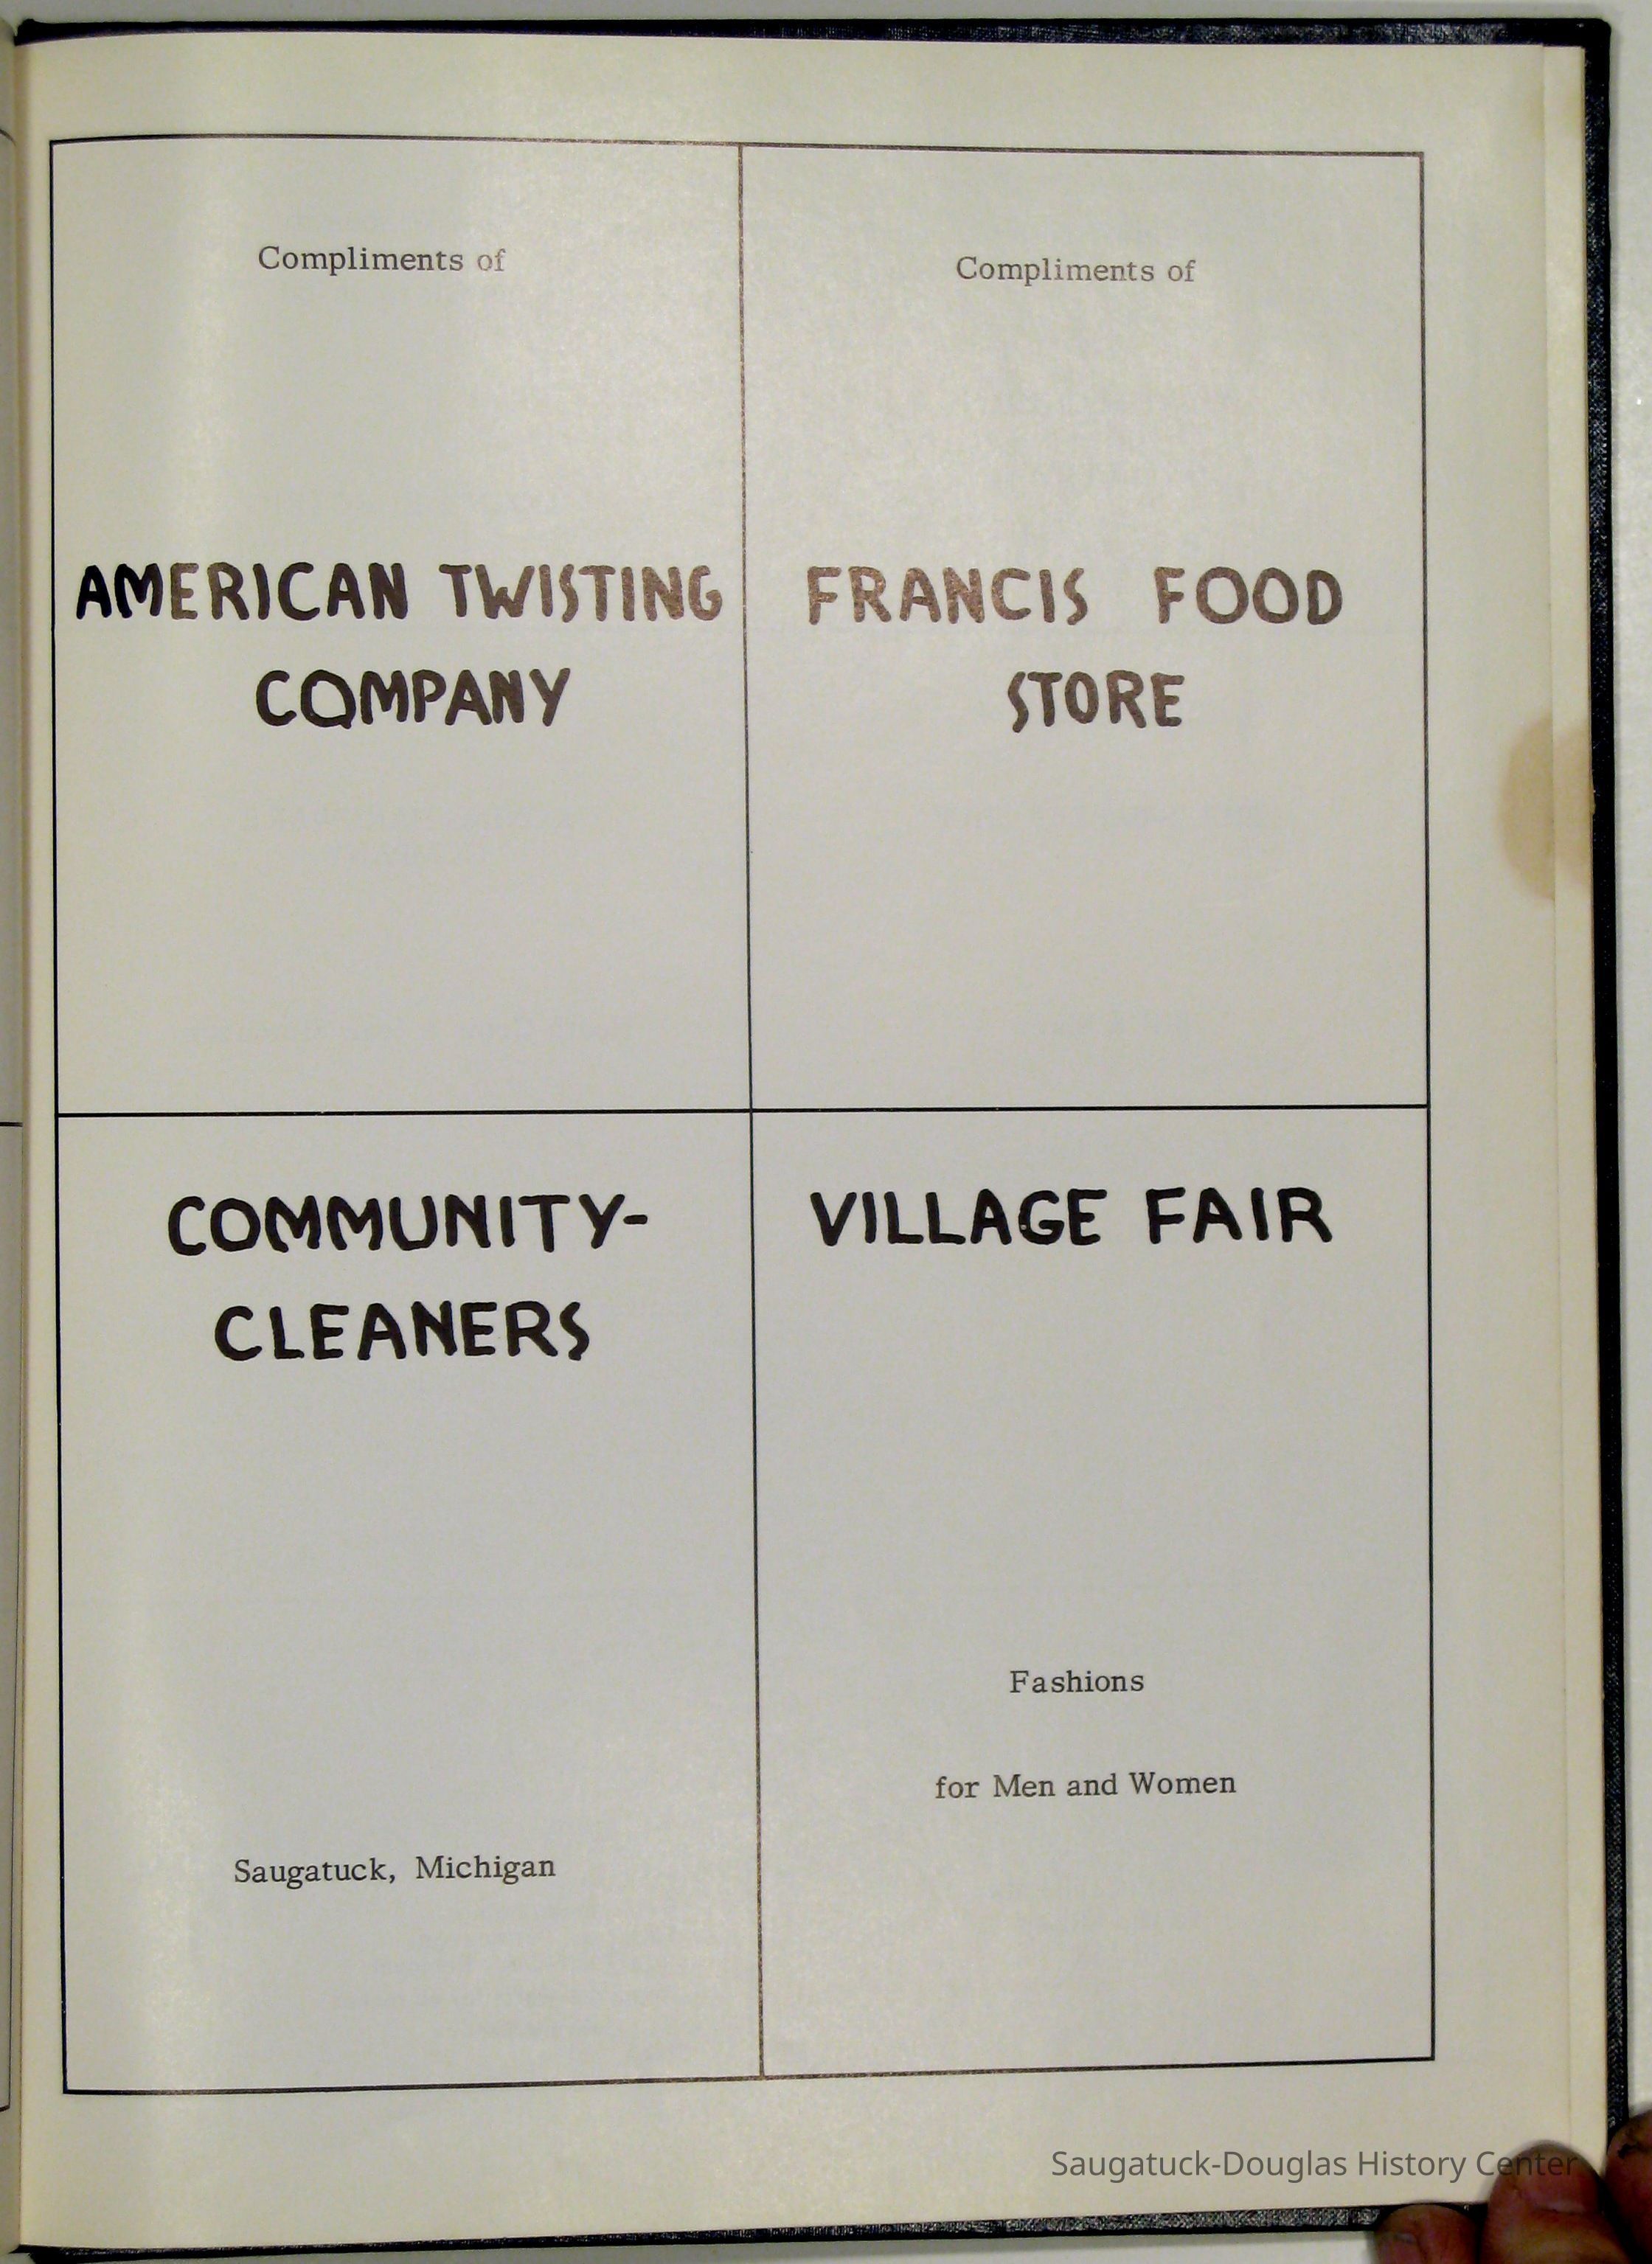 Compliments of
AMERICAN TWISTING
COMPANY
Compliments of
FRANCIS FOOD
STORE
COMMUNITY-
CLEANERS
Saugatuck, Michigan
VILLAGE FAIR
Fashions
for Men and Women
Saugatuck-Douglas History Center